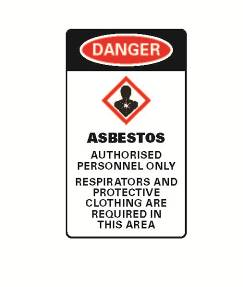 DANGER
ASBESTOS
AUTHORISED
PERSONNEL ONLY
RESPIRATORS AND
PROTECTIVE
CLOTHING ARE
REQUIRED IN
THIS AREA